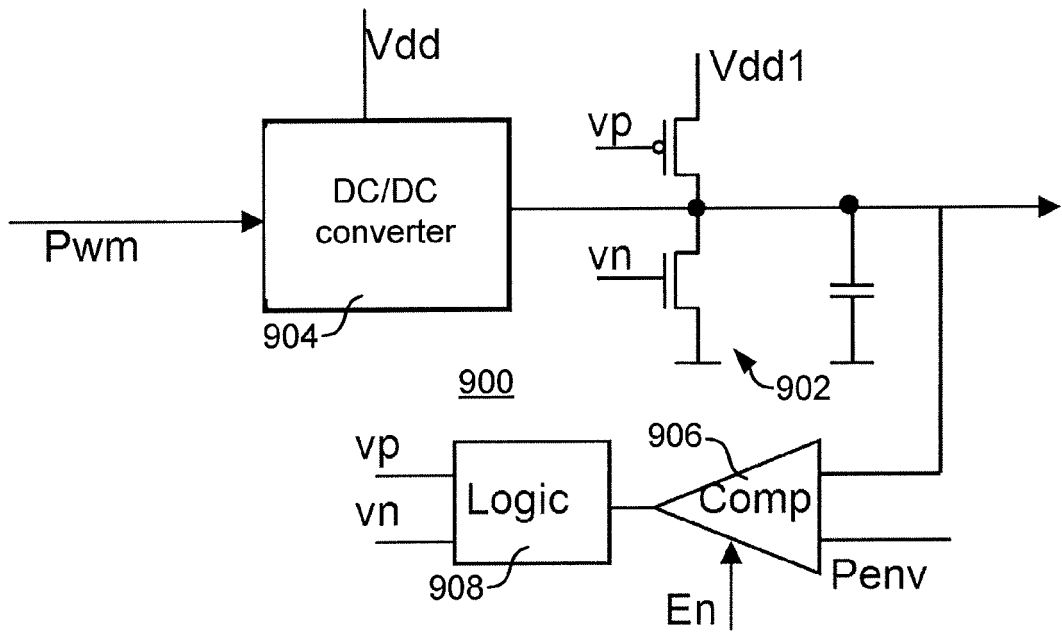 Vdd
Vdd1
vp
DC/DC
converter
Pwm
vn
904
900
902
vp
906
Logic
Comp
vn
908
Penv
En